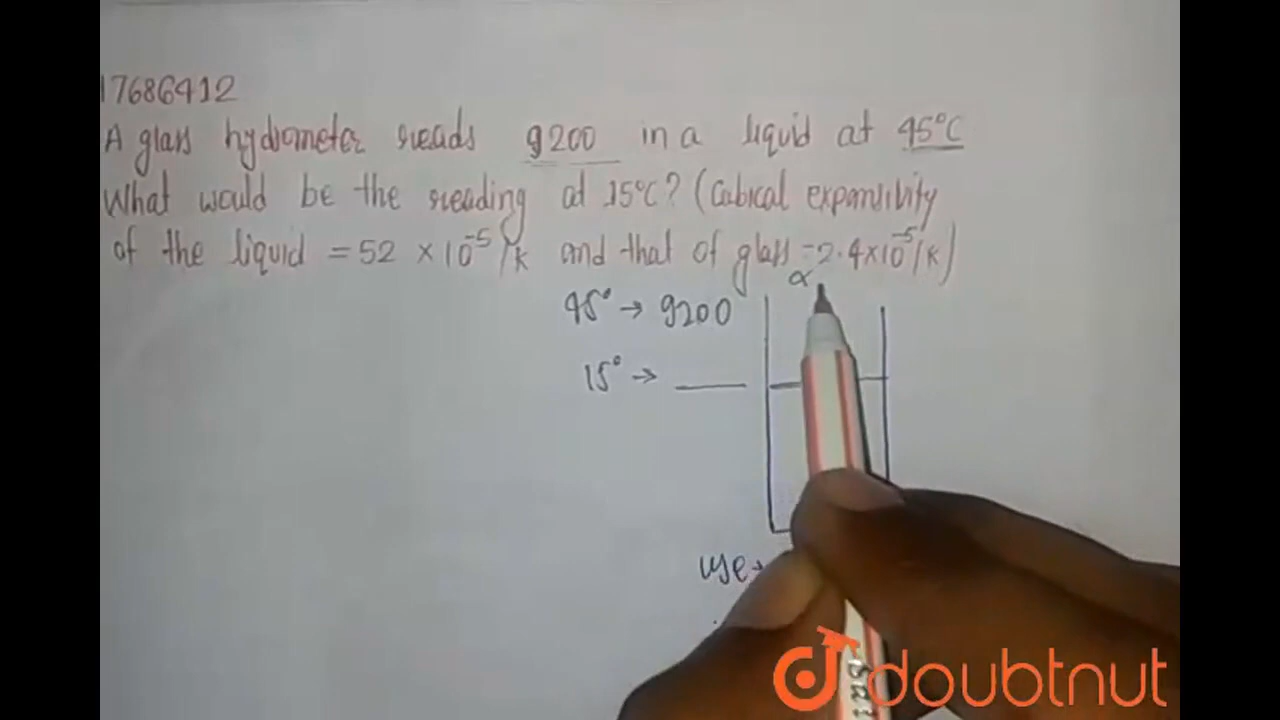 17686412
A glass hydrometer reads 9200 in a liquid at 45°C
What would be the reading at 15°C? (Cubical expansivity
of the liquid = 52 × 10⁻⁵/k and that of glass = 2.4×10⁻⁵/k)
α
45° → 9200
15° →
use →
doubtnut